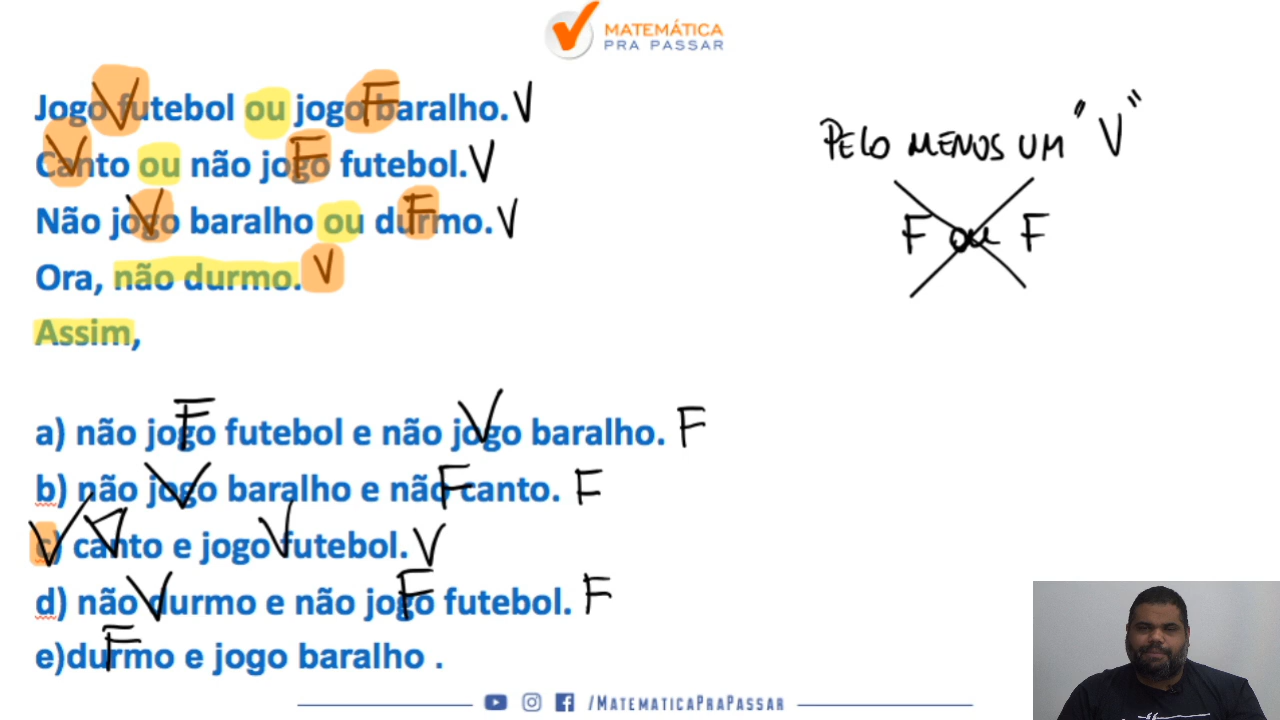 MATEMÁTICA
PRA PASSAR
Jogo futebol ou jogo baralho. V
V F
Canto ou não jogo futebol. V
V F
Não jogo baralho ou durmo. V
V F
Ora, não durmo. V
Assim,
PELO MENOS UM "V"
F ou F
a) não jogo futebol e não jogo baralho. F
F V
b) não jogo baralho e não canto. F
V F
c) canto e jogo futebol. V
V V
d) não durmo e não jogo futebol. F
V F
e)durmo e jogo baralho .
F
/MATEMATICAPRAPASSAR